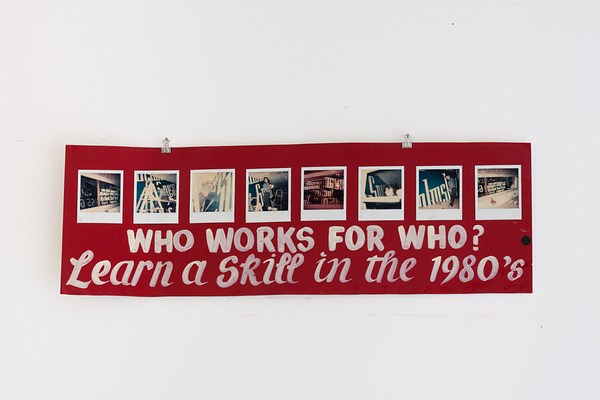 WHO WORKS FOR WHO?
Learn a Skill in the 1980's